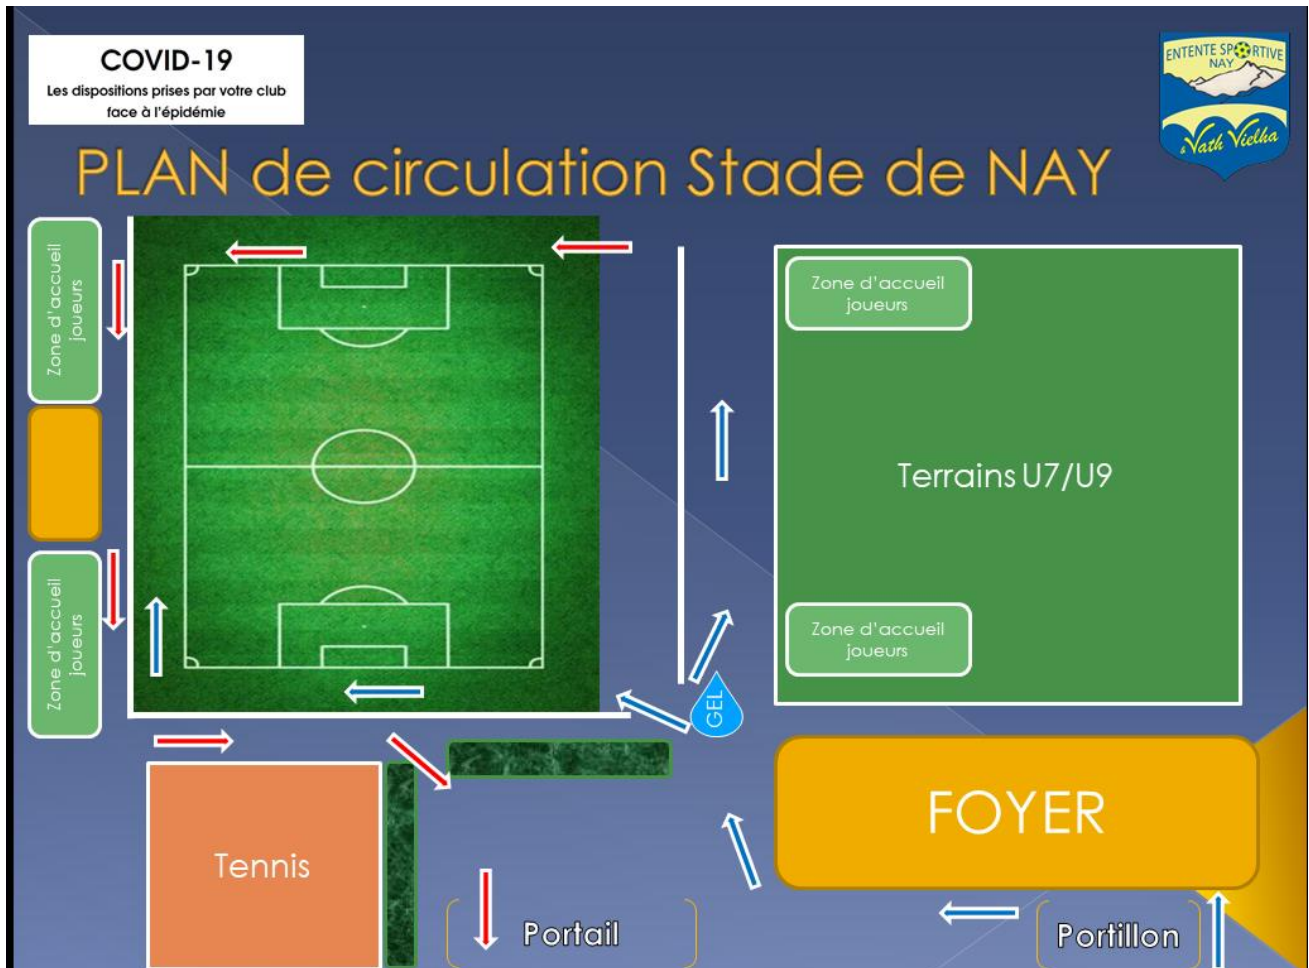 COVID-19
Les dispositions prises par votre club
face à l'épidémie
ENTENTE SPORTIVE
NAY
& Vath Vielha
PLAN de circulation Stade de NAY
Zone d'accueil
joueurs
Zone d'accueil
joueurs
Terrains U7/U9
Zone d'accueil
joueurs
Zone d'accueil
joueurs
GEL
FOYER
Tennis
Portail
Portillon